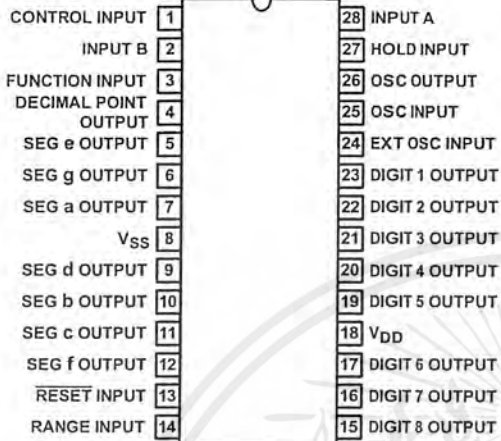 CONTROL INPUT 1
INPUT B 2
FUNCTION INPUT 3
DECIMAL POINT
OUTPUT 4
SEG e OUTPUT 5
SEG g OUTPUT 6
SEG a OUTPUT 7
VSS 8
SEG d OUTPUT 9
SEG b OUTPUT 10
SEG c OUTPUT 11
SEG f OUTPUT 12
RESET INPUT 13
RANGE INPUT 14
28 INPUT A
27 HOLD INPUT
26 OSC OUTPUT
25 OSC INPUT
24 EXT OSC INPUT
23 DIGIT 1 OUTPUT
22 DIGIT 2 OUTPUT
21 DIGIT 3 OUTPUT
20 DIGIT 4 OUTPUT
19 DIGIT 5 OUTPUT
18 VDD
17 DIGIT 6 OUTPUT
16 DIGIT 7 OUTPUT
15 DIGIT 8 OUTPUT